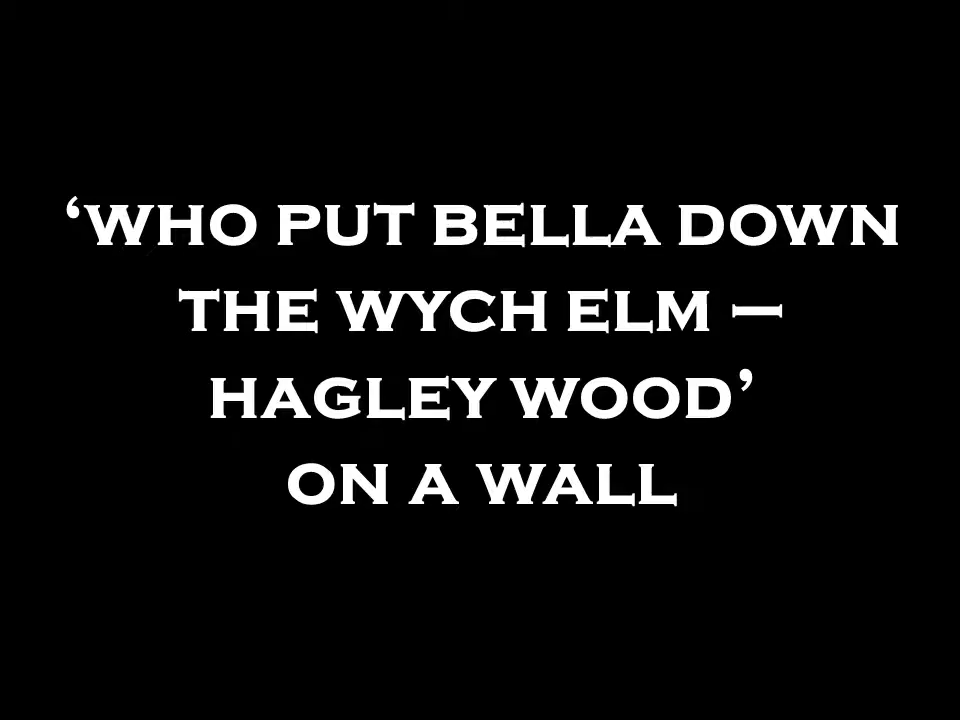 ‘WHO PUT BELLA DOWN
THE WYCH ELM –
HAGLEY WOOD’
ON A WALL